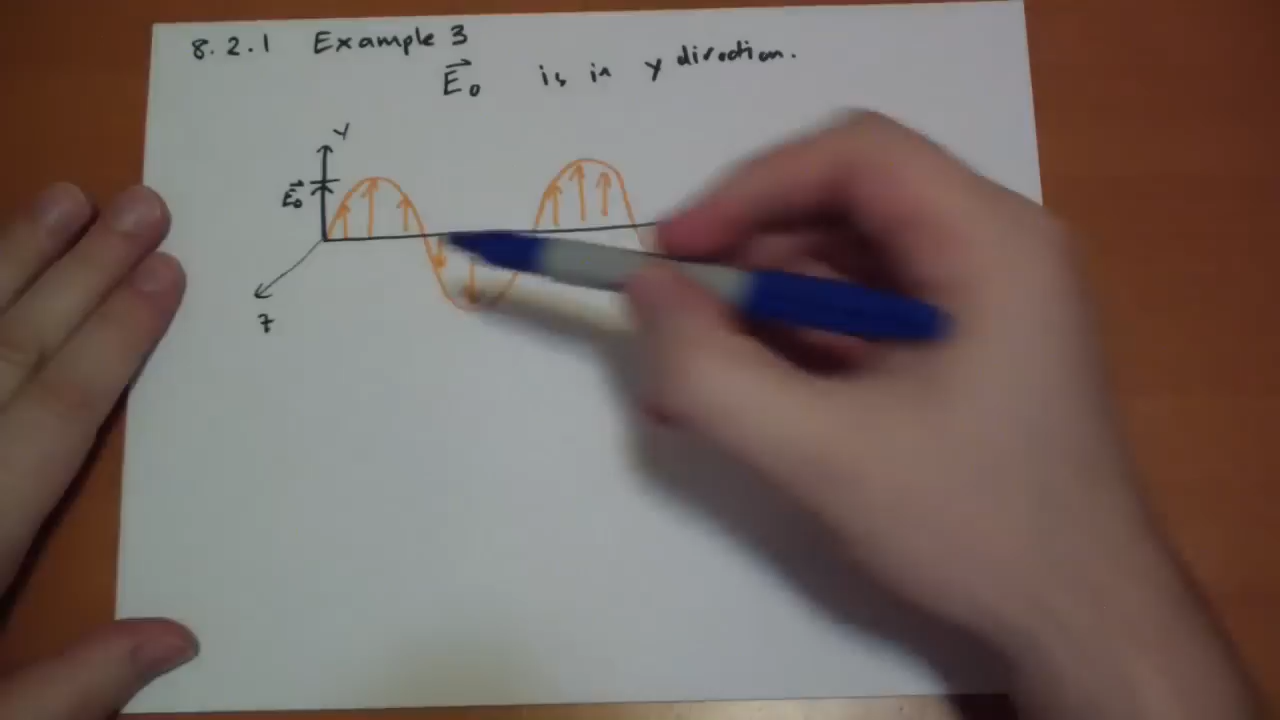 8.2.1 Example 3
E⃗₀ is in y direction.
y
E⃗₀
z